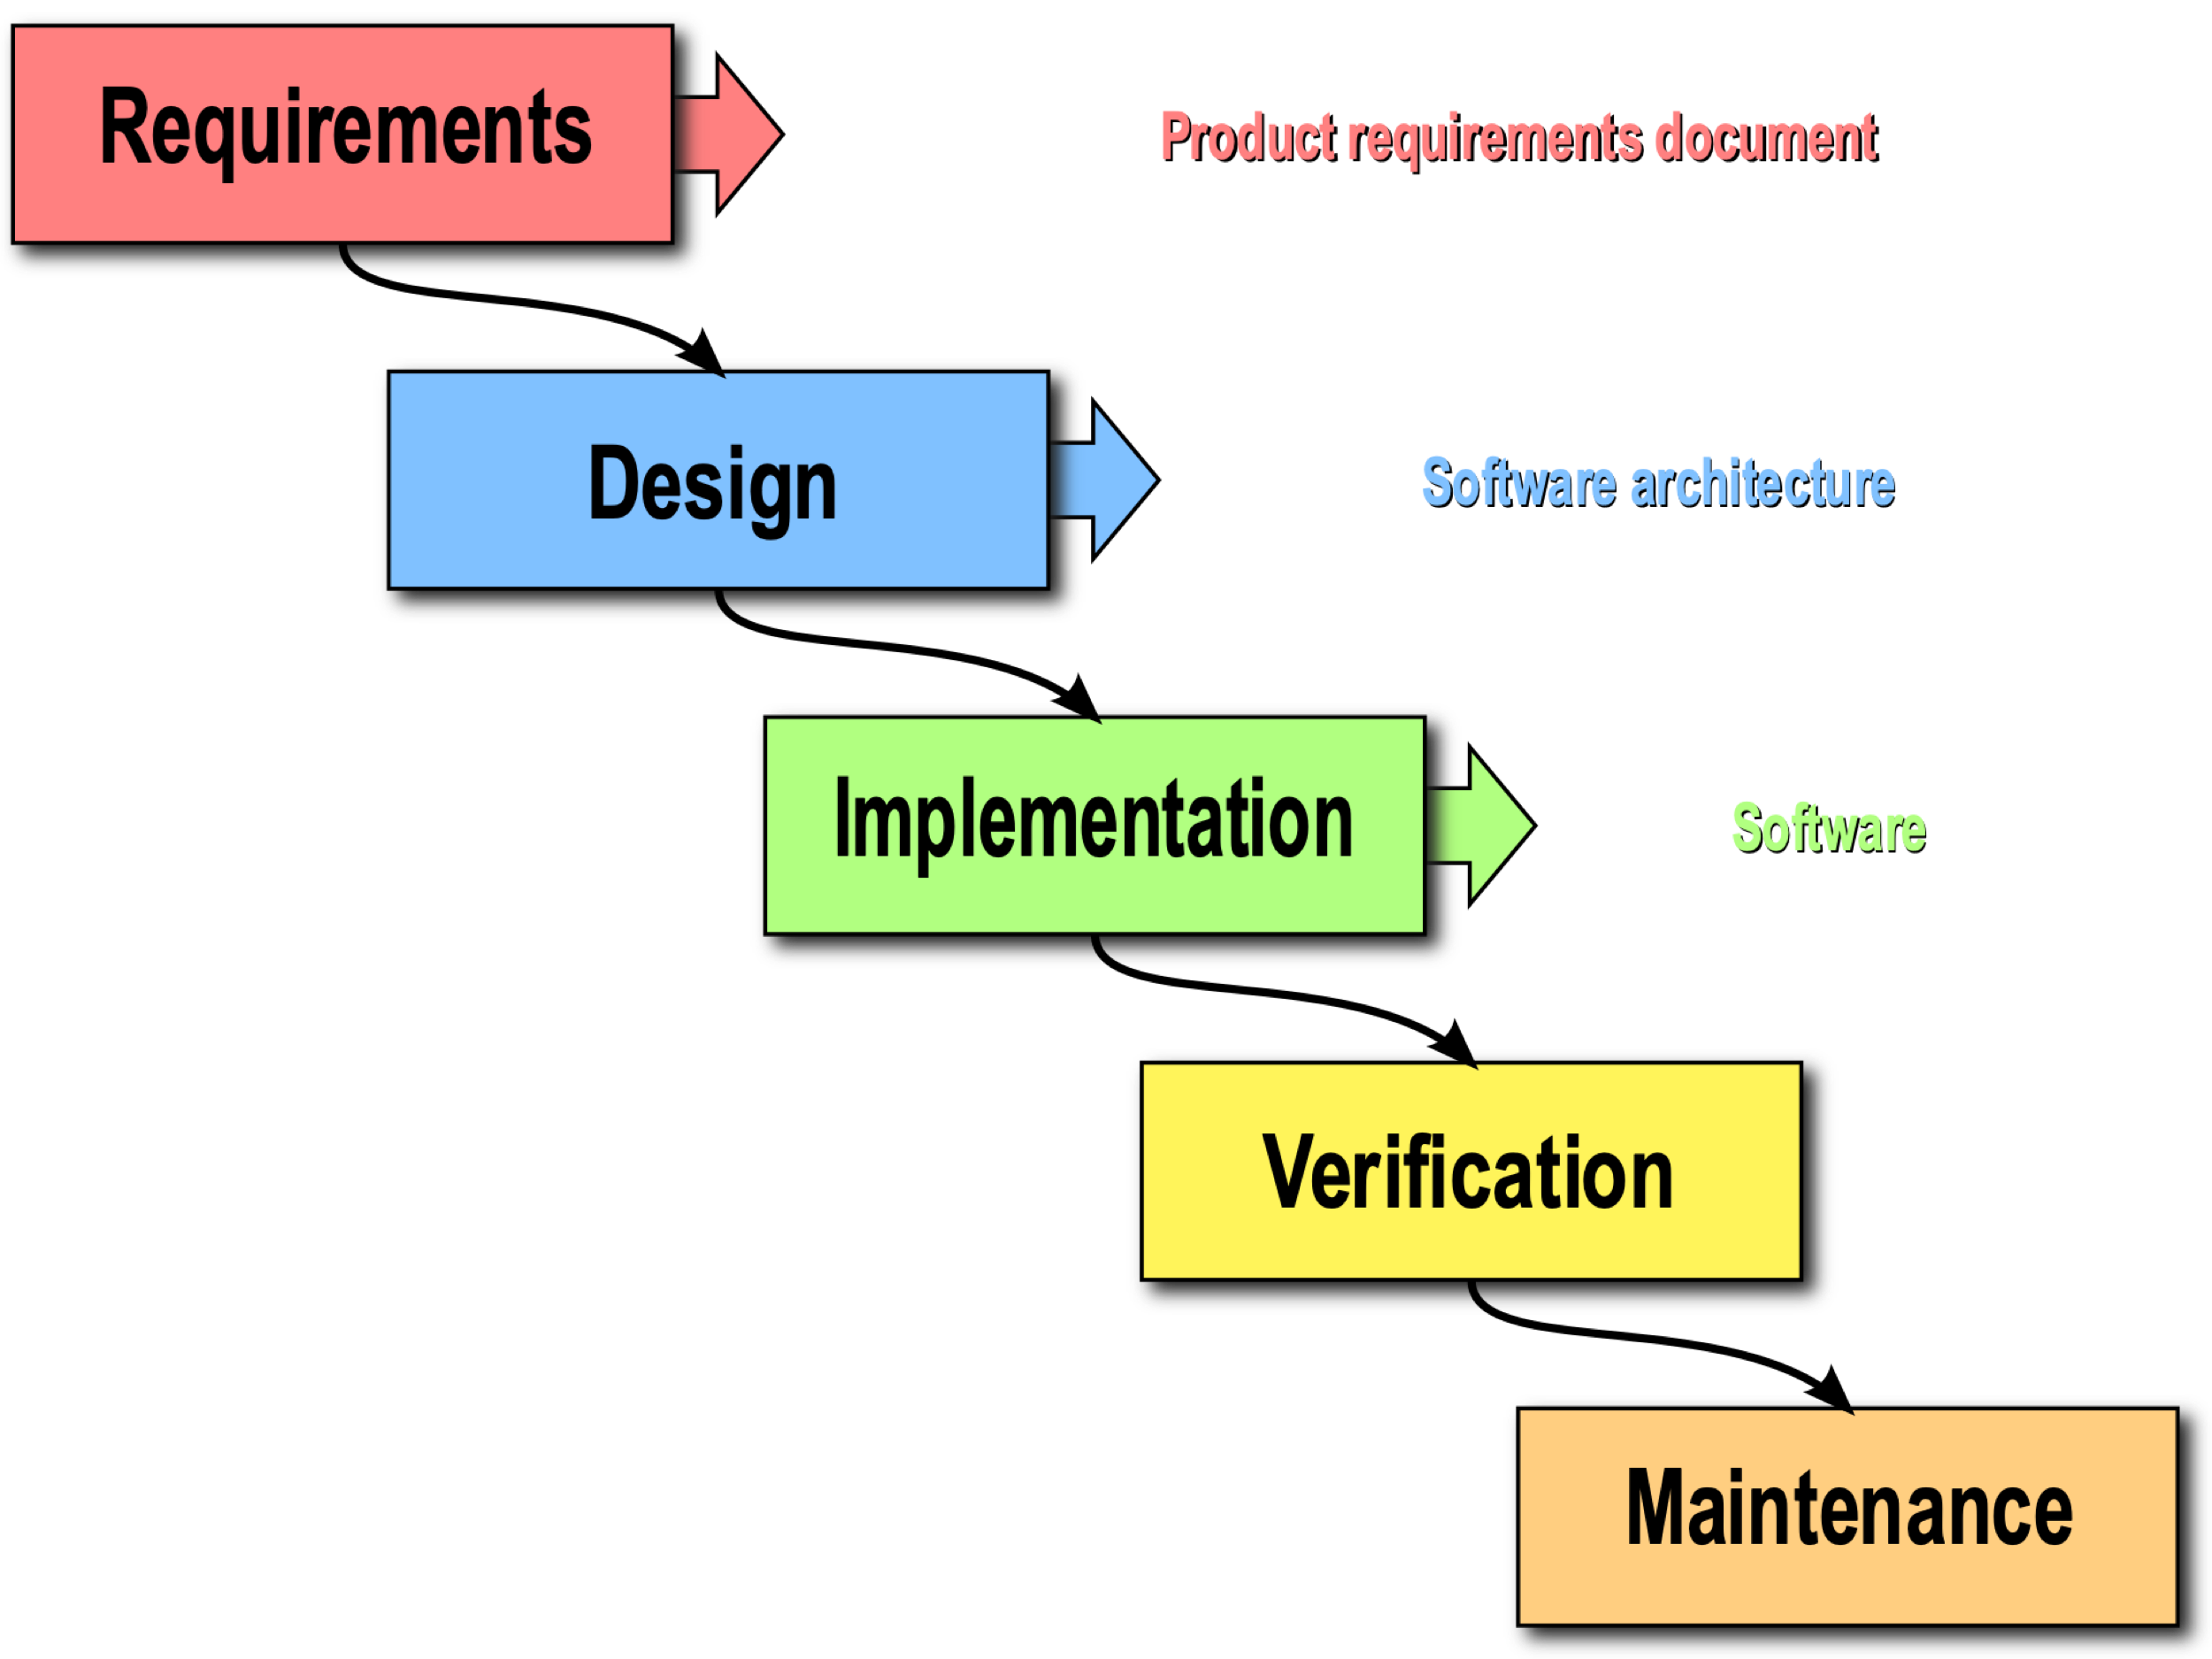 Requirements
Product requirements document
Design
Software architecture
Implementation
Software
Verification
Maintenance